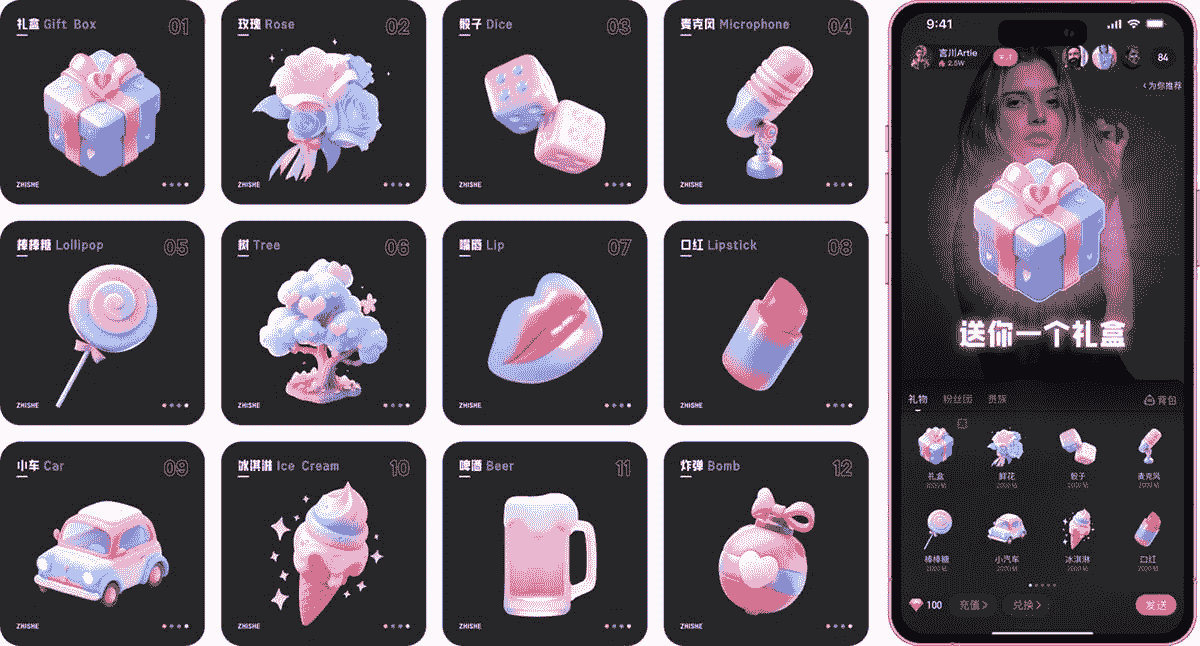 礼盒 Gift Box 01
ZHISHE
玫瑰 Rose 02
ZHISHE
骰子 Dice 03
ZHISHE
麦克风 Microphone 04
ZHISHE
棒棒糖 Lollipop 05
ZHISHE
树 Tree 06
ZHISHE
嘴唇 Lip 07
ZHISHE
口红 Lipstick 08
ZHISHE
小车 Car 09
ZHISHE
冰淇淋 Ice Cream 10
ZHISHE
啤酒 Beer 11
ZHISHE
炸弹 Bomb 12
ZHISHE
9:41
言川Artie
2.5W
84
为你推荐
送你一个礼盒
礼物 粉丝团 贵族 背包
礼盒 鲜花 骰子 麦克风
棒棒糖 小汽车 冰淇淋 口红
100 充值 兑换 发送